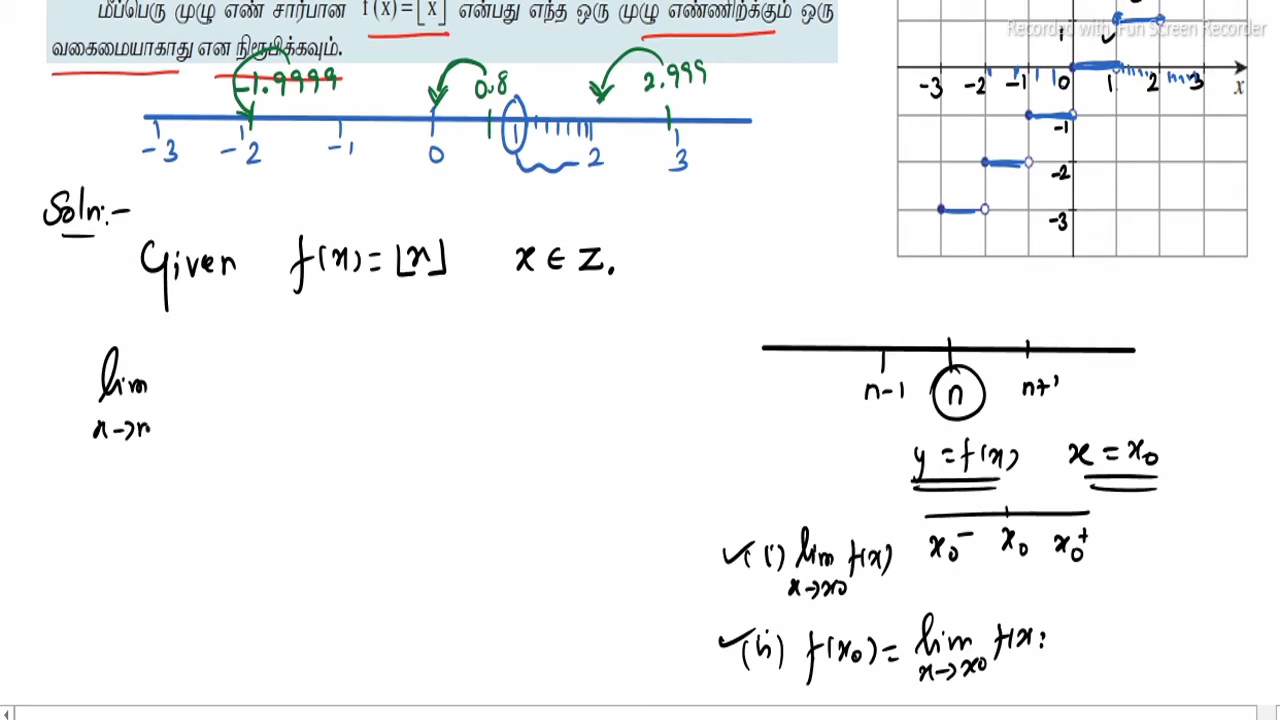 மீப்பெரு முழு எண் சார்பான f(x) = ⌊x⌋ என்பது எந்த ஒரு முழு எண்ணிற்க்கும் ஒரு
வகைமையாகாது என நிரூபிக்கவும்.
Recorded with iFun Screen Recorder
-1.9999 0.8 2.999
-3 -2 -1 0 1 2 3
1
-3 -2 -1 0 1 2 3 x
-1
-2
-3
Soln:-
Given f(x) = ⌊x⌋ x ∈ Z.
lim
x→n
n-1 n n+1
y = f(x) x = x₀
x₀⁻ x₀ x₀⁺
(i) lim f(x)
x→x₀
(ii) f(x₀) = lim f(x)
x→x₀